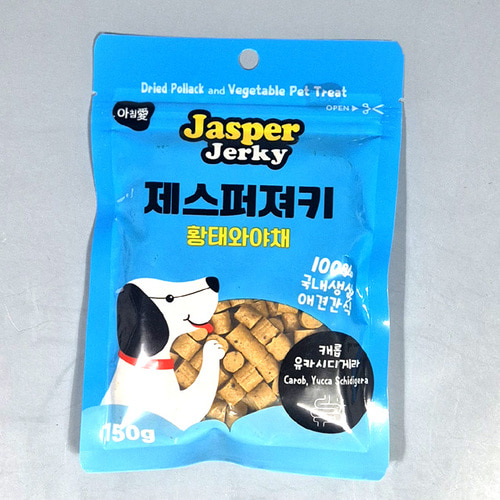 Dried Pollack and Vegetable Pet Treat
OPEN
아침愛
Jasper
Jerky
제스퍼져키
황태와야채
100%
국내생산
애견간식
캐롭
유카시디게라
Carob, Yucca Schidigera
150g